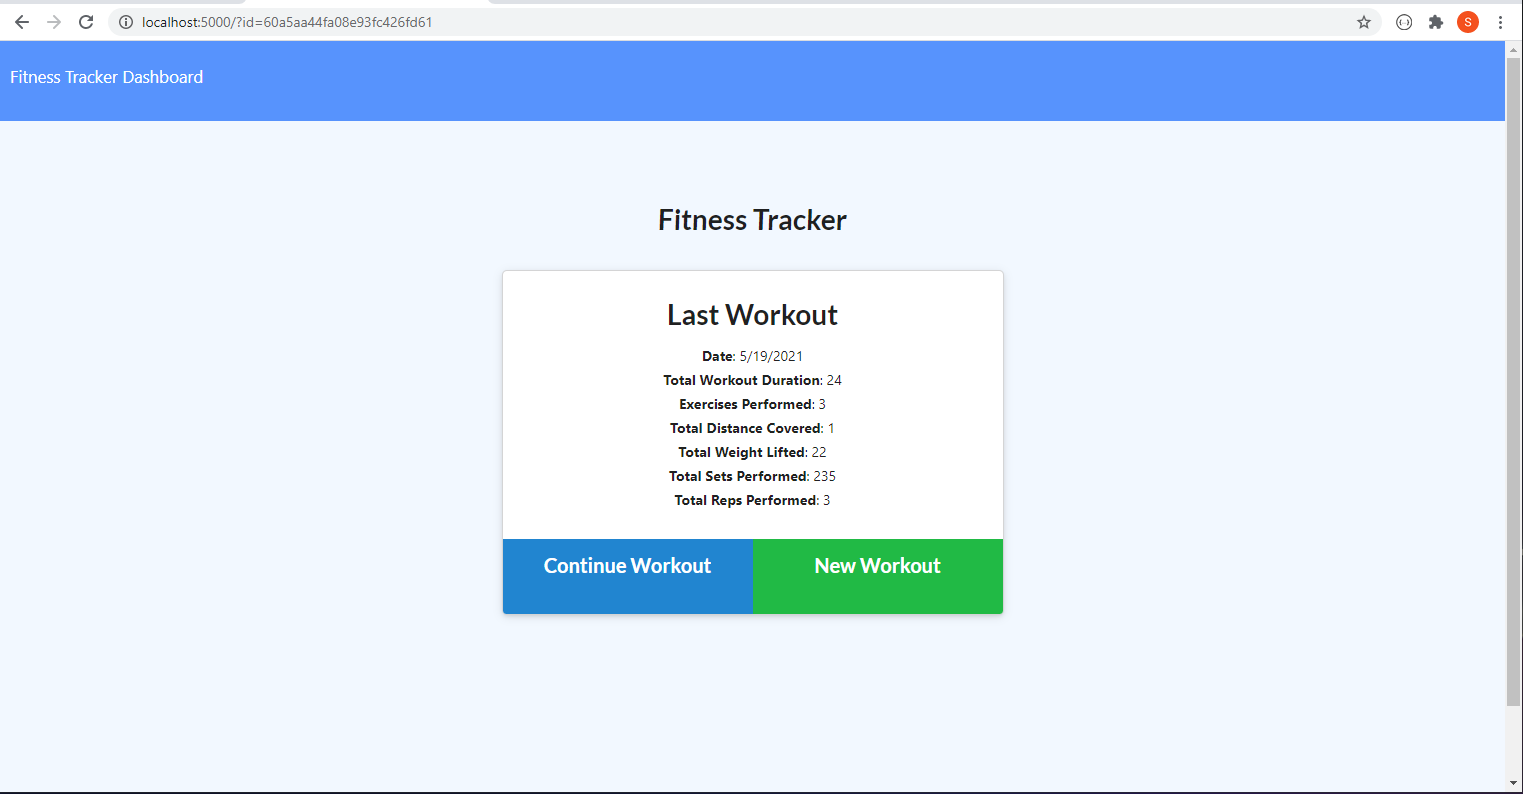 localhost:5000/?id=60a5aa44fa08e93fc426fd61
S
Fitness Tracker Dashboard
Fitness Tracker
Last Workout
Date: 5/19/2021
Total Workout Duration: 24
Exercises Performed: 3
Total Distance Covered: 1
Total Weight Lifted: 22
Total Sets Performed: 235
Total Reps Performed: 3
Continue Workout
New Workout